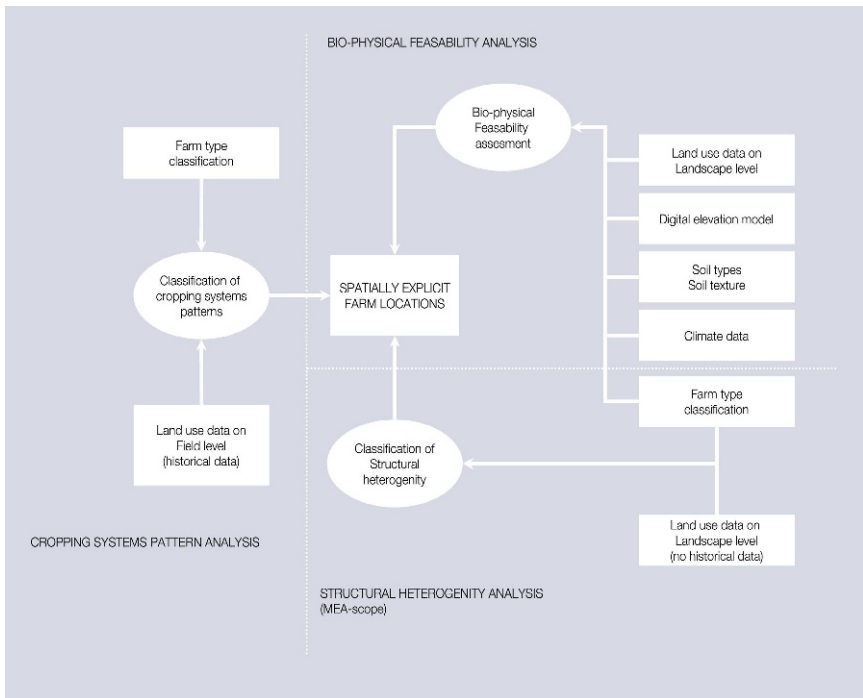 BIO-PHYSICAL FEASABILITY ANALYSIS
Bio-physical
Feasability
assesment
Farm type
classification
Land use data on
Landscape level
Digital elevation model
Classification of
cropping systems
patterns
SPATIALLY EXPLICIT
FARM LOCATIONS
Soil types
Soil texture
Climate data
Farm type
classification
Land use data on
Field level
(historical data)
Classification of
Structural
heterogenity
Land use data on
Landscape level
(no historical data)
CROPPING SYSTEMS PATTERN ANALYSIS
STRUCTURAL HETEROGENITY ANALYSIS
(MEA-scope)